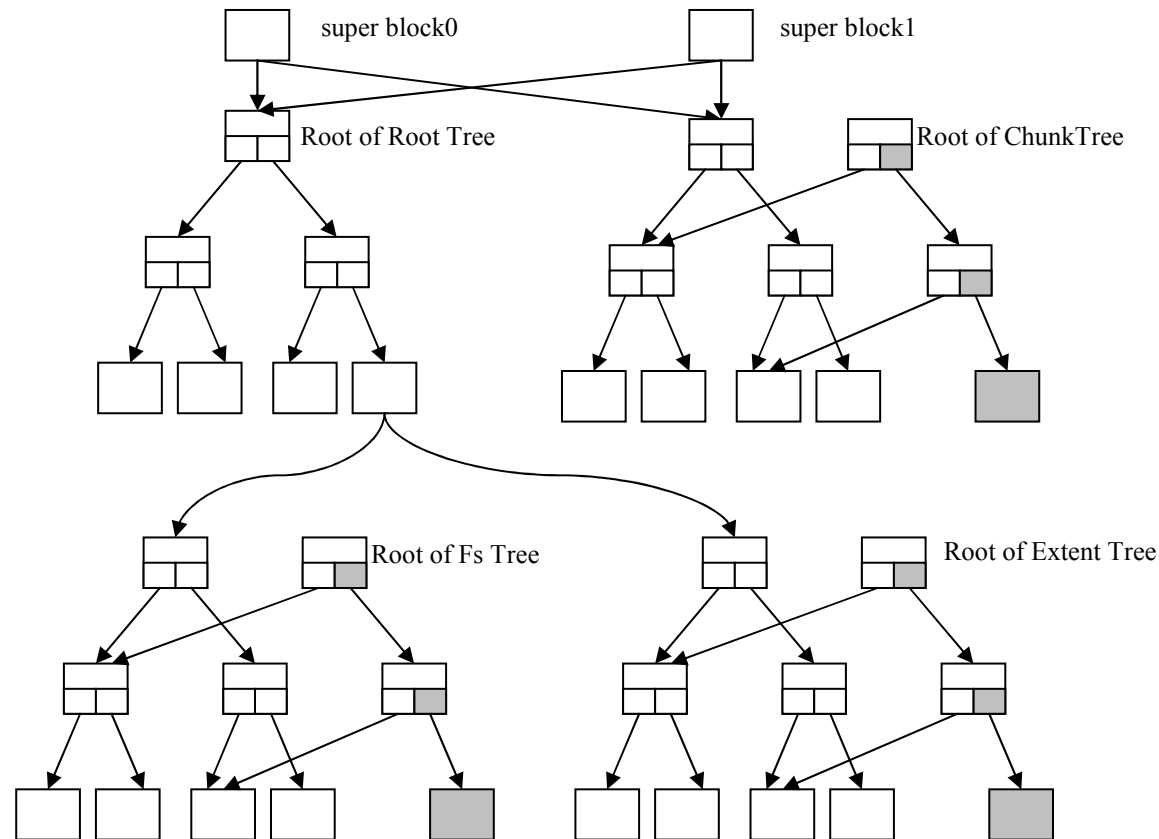 super block0
super block1
Root of Root Tree
Root of ChunkTree
Root of Fs Tree
Root of Extent Tree